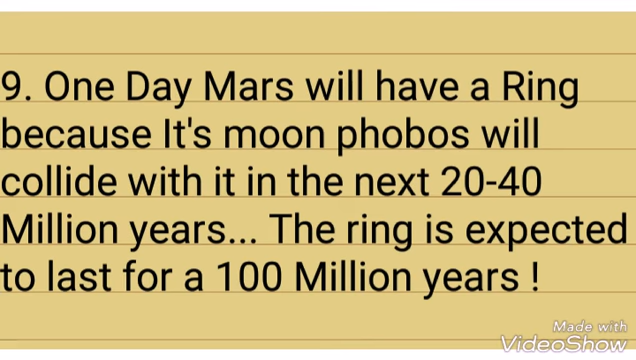 9. One Day Mars will have a Ring
because It's moon phobos will
collide with it in the next 20-40
Million years... The ring is expected
to last for a 100 Million years !
Made with
VideoShow